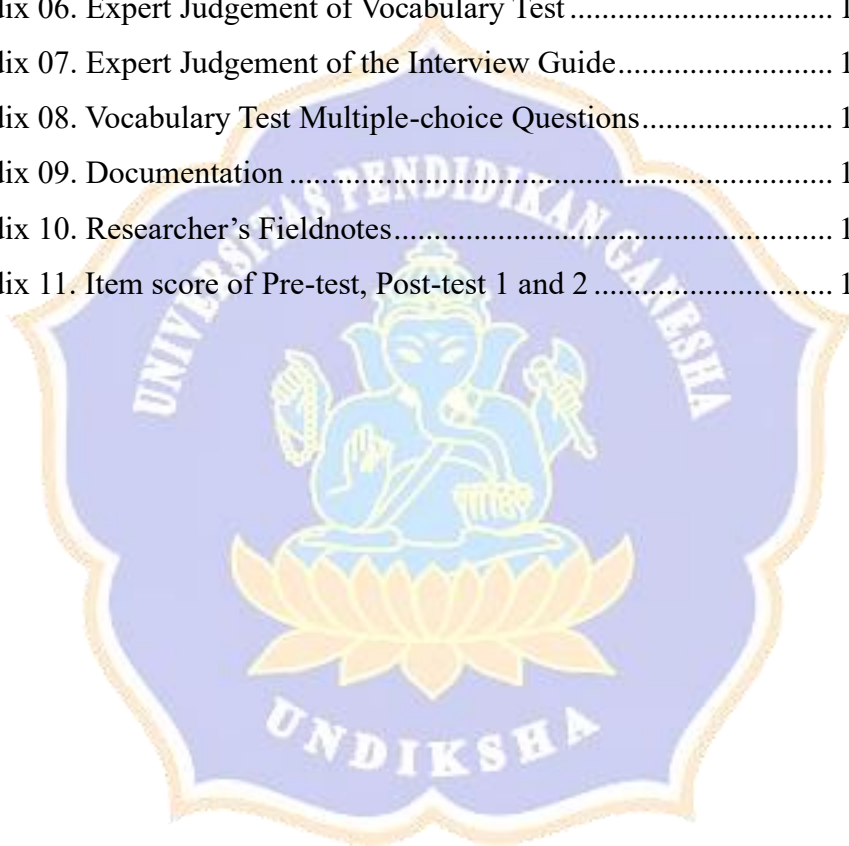 dix 06. Expert Judgement of Vocabulary Test .................................. 1
dix 07. Expert Judgement of the Interview Guide........................... 1
dix 08. Vocabulary Test Multiple-choice Questions........................ 1
dix 09. Documentation .................................................................... 1
dix 10. Researcher’s Fieldnotes....................................................... 1
dix 11. Item score of Pre-test, Post-test 1 and 2 .............................. 1
UNIVERSITAS PENDIDIKAN GANESHA
UNDIKSHA